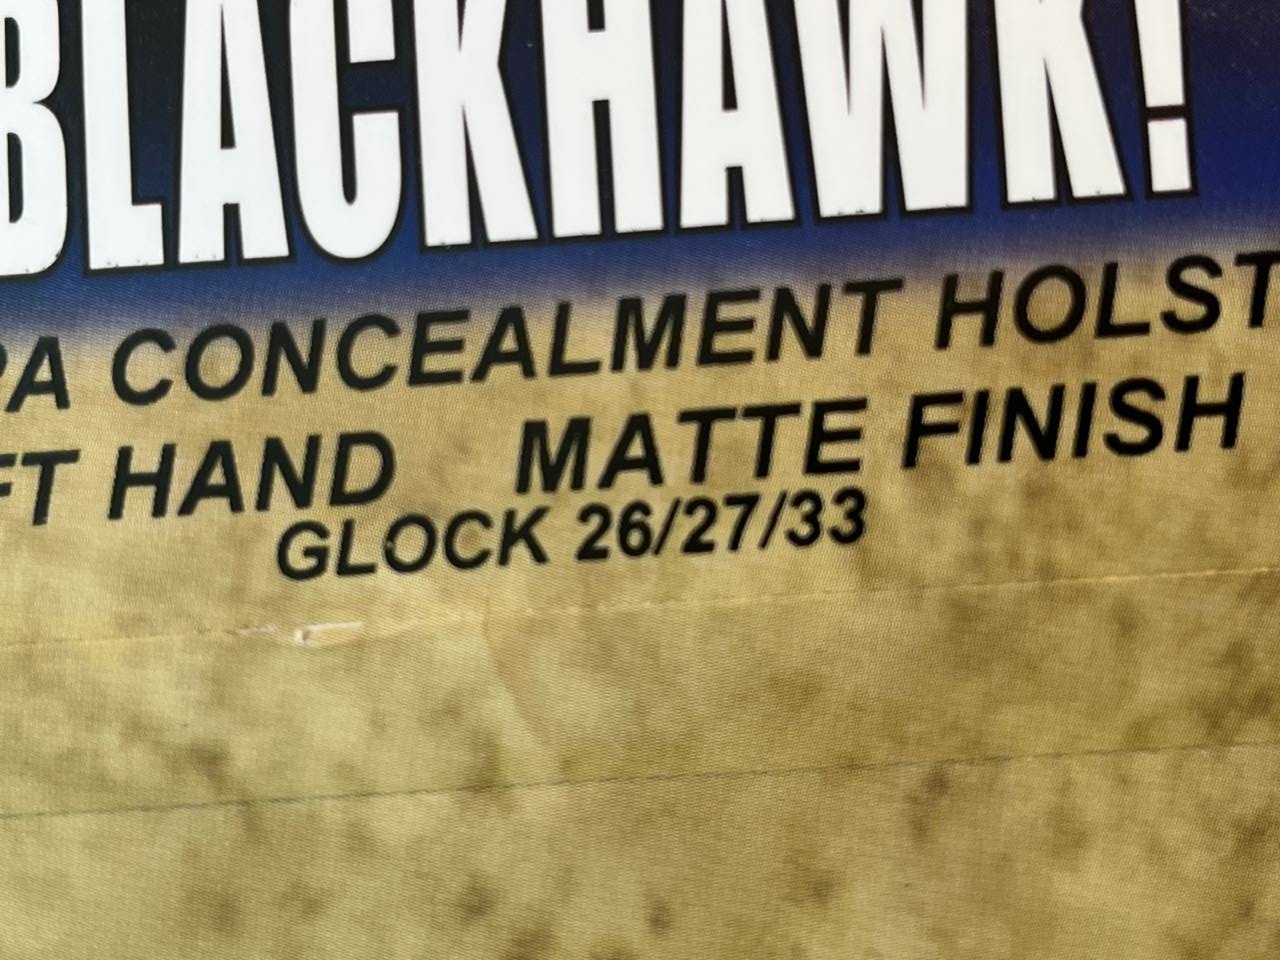 BLACKHAWK!
PA CONCEALMENT HOLST
FT HAND MATTE FINISH
GLOCK 26/27/33